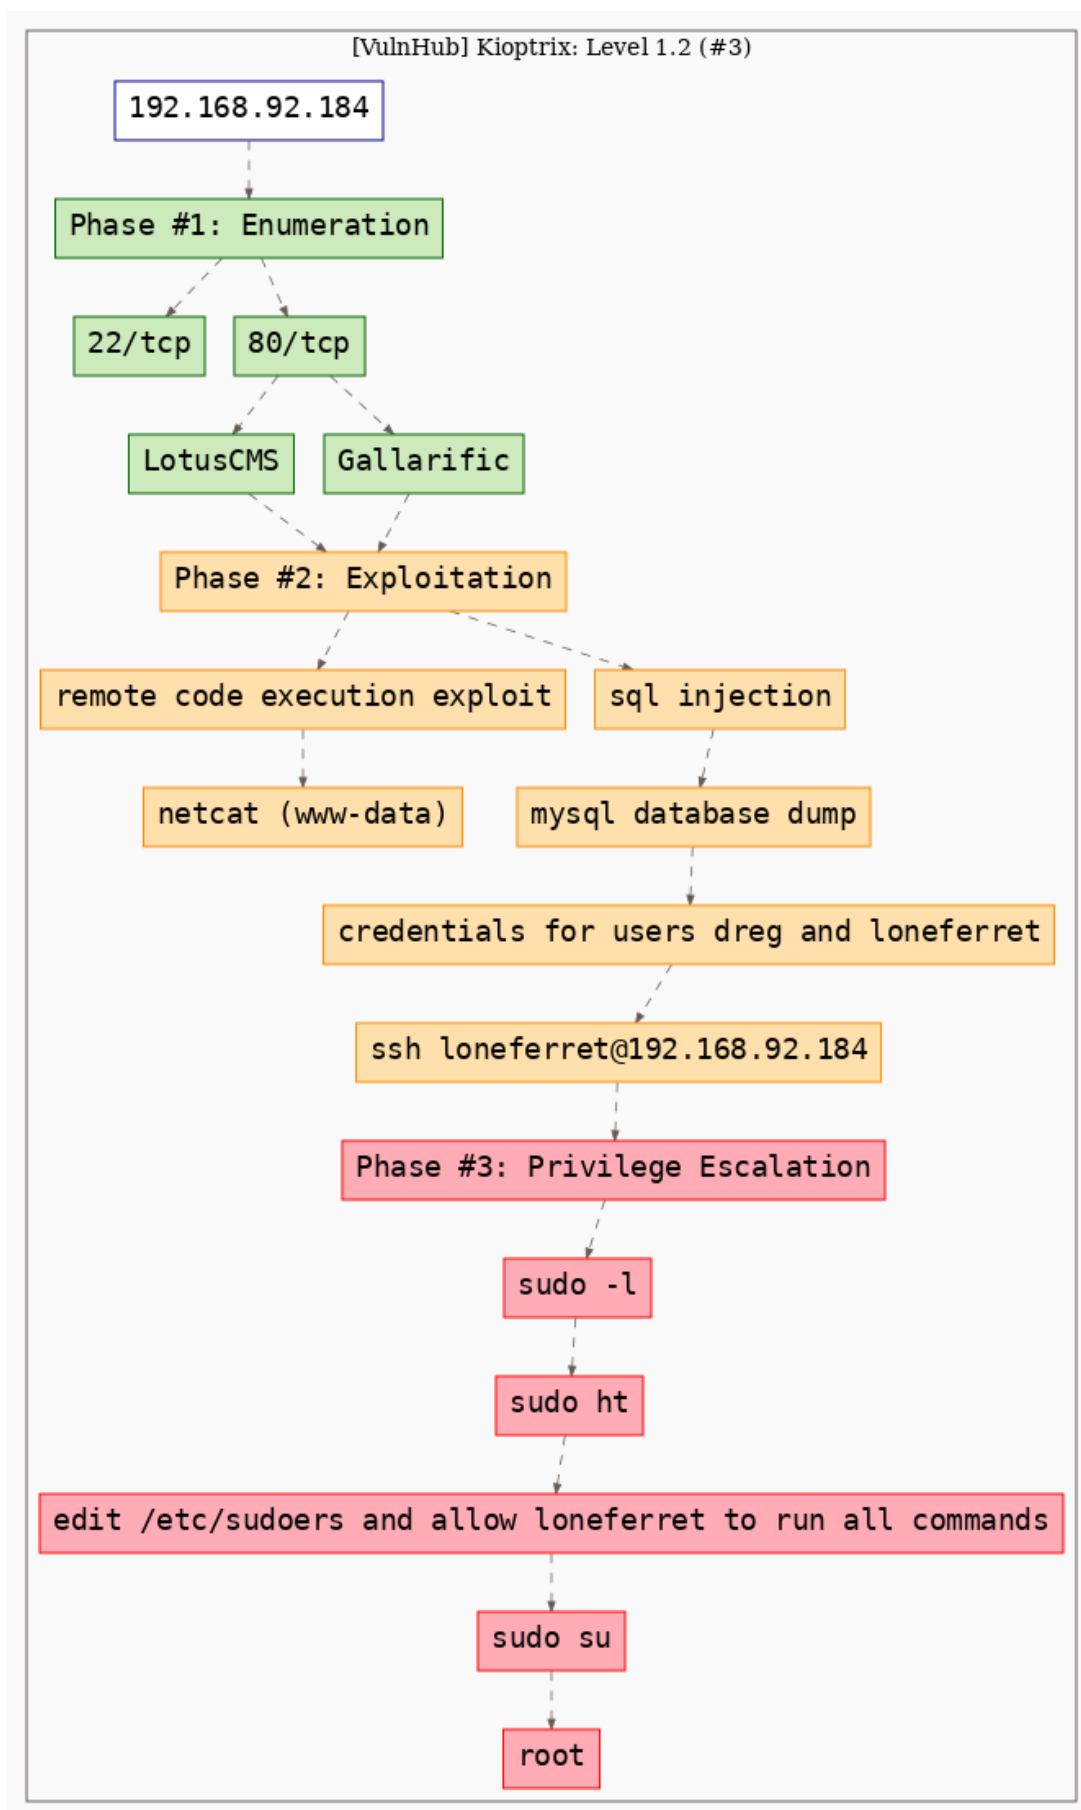 [VulnHub] Kioptrix: Level 1.2 (#3)
192.168.92.184
Phase #1: Enumeration
22/tcp
80/tcp
LotusCMS
Gallarific
Phase #2: Exploitation
remote code execution exploit
sql injection
netcat (www-data)
mysql database dump
credentials for users dreg and loneferret
ssh loneferret@192.168.92.184
Phase #3: Privilege Escalation
sudo -l
sudo ht
edit /etc/sudoers and allow loneferret to run all commands
sudo su
root